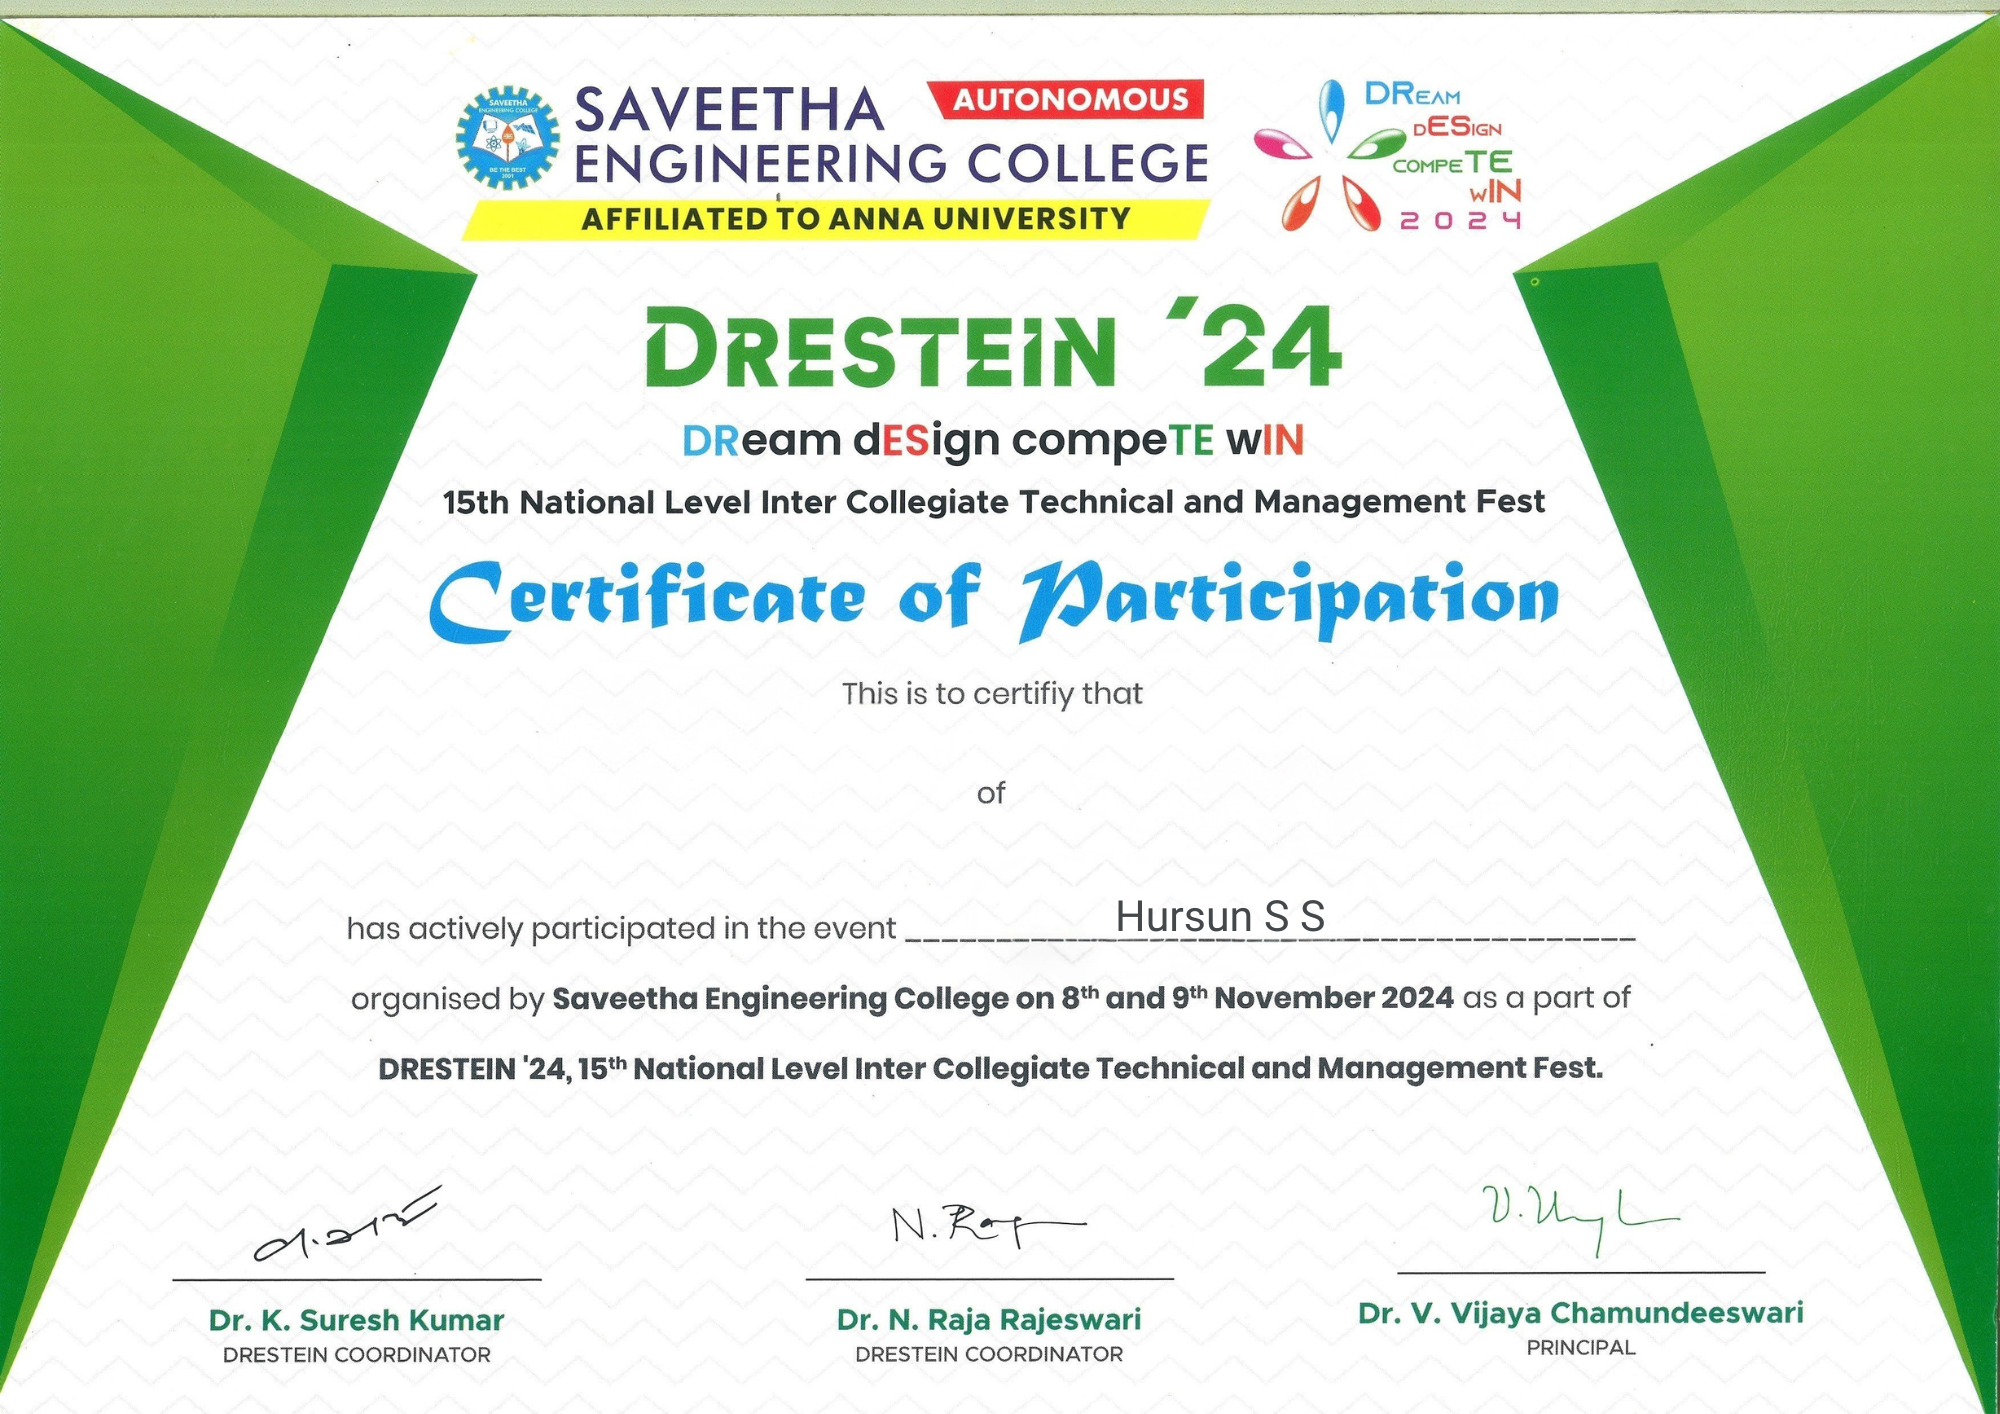 SAVEETHA
ENGINEERING COLLEGE
BE THE BEST
2001
SAVEETHA
AUTONOMOUS
ENGINEERING COLLEGE
AFFILIATED TO ANNA UNIVERSITY
DREAM
DESIGN
COMPETE
WIN
2024
DRESTEIN '24
DReam dESign compeTE wIN
15th National Level Inter Collegiate Technical and Management Fest
Certificate of Participation
This is to certifiy that
of
has actively participated in the event Hursun S S
organised by Saveetha Engineering College on 8th and 9th November 2024 as a part of
DRESTEIN '24, 15th National Level Inter Collegiate Technical and Management Fest.
N. Raj
Dr. K. Suresh Kumar
DRESTEIN COORDINATOR
Dr. N. Raja Rajeswari
DRESTEIN COORDINATOR
Dr. V. Vijaya Chamundeeswari
PRINCIPAL